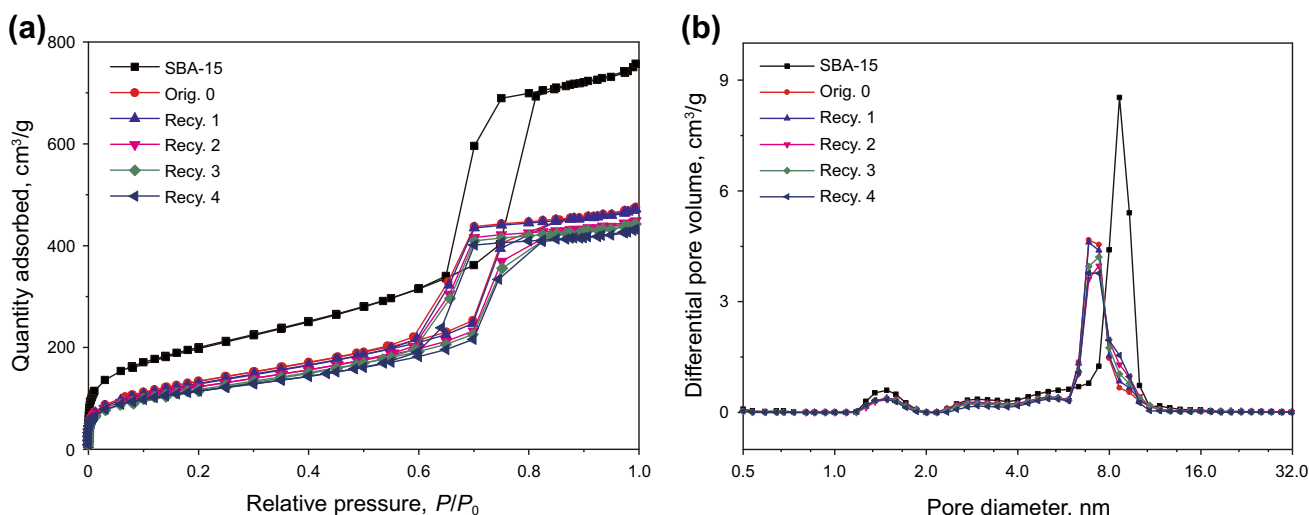 (a)
800
600
400
200
0
0
0.2
0.4
0.6
0.8
1.0
Quantity adsorbed, cm³/g
Relative pressure, P/P₀
SBA-15
Orig. 0
Recy. 1
Recy. 2
Recy. 3
Recy. 4
(b)
9
6
3
0
0.5
1.0
2.0
4.0
8.0
16.0
32.0
Differential pore volume, cm³/g
Pore diameter, nm
SBA-15
Orig. 0
Recy. 1
Recy. 2
Recy. 3
Recy. 4